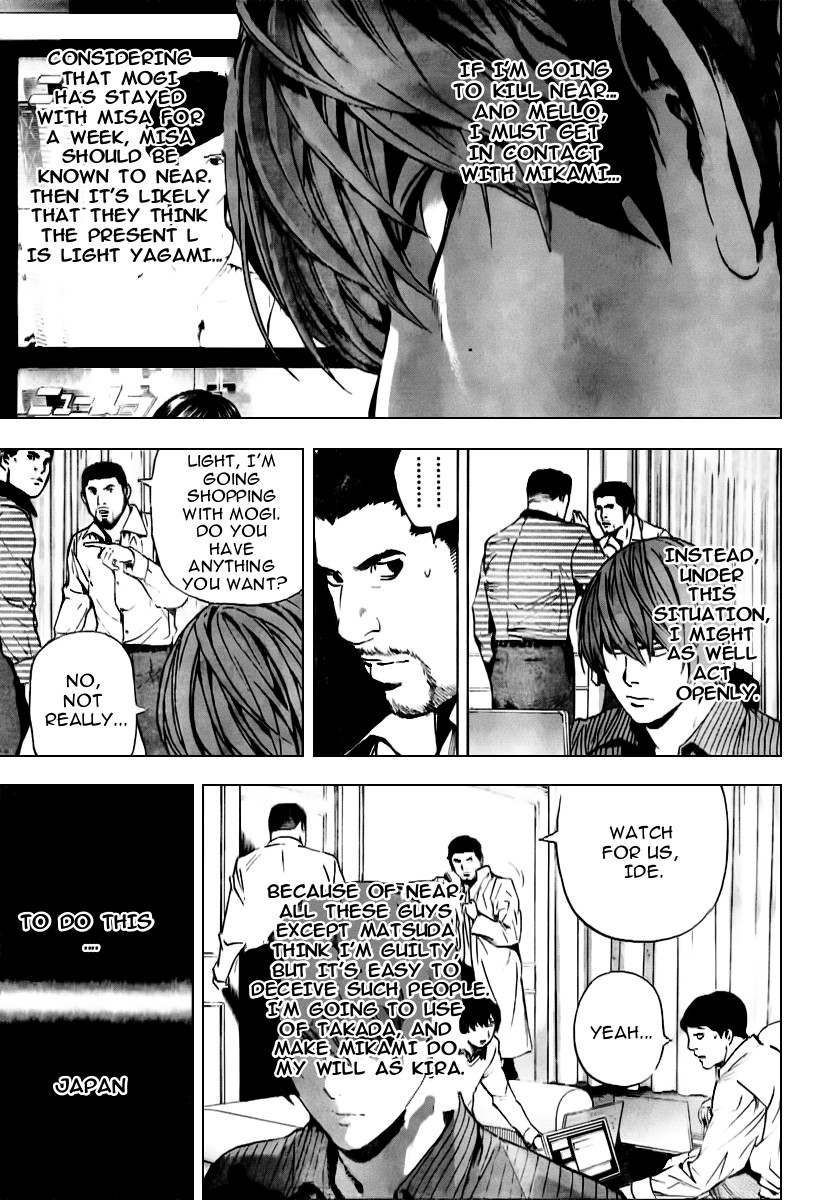 IF I'M GOING
TO KILL NEAR...
AND MELLO,
I MUST GET
IN CONTACT
WITH MIKAMI...
CONSIDERING
THAT MOGI
HAS STAYED
WITH MISA FOR
A WEEK, MISA
SHOULD BE
KNOWN TO NEAR.
THEN IT'S LIKELY
THAT THEY THINK
THE PRESENT L
IS LIGHT YAGAMI...
INSTEAD,
UNDER
THIS
SITUATION,
I MIGHT
AS WELL
ACT
OPENLY.
.........
LIGHT, I'M
GOING
SHOPPING
WITH MOGI.
DO YOU
HAVE
ANYTHING
YOU WANT?
NO,
NOT
REALLY...
WATCH
FOR US,
IDE.
YEAH...
BECAUSE OF NEAR,
ALL THESE GUYS
EXCEPT MATSUDA
THINK I'M GUILTY,
BUT IT'S EASY TO
DECEIVE SUCH PEOPLE.
I'M GOING TO USE
OF TAKADA, AND
MAKE MIKAMI DO
MY WILL AS KIRA.
TO DO THIS
....
JAPAN